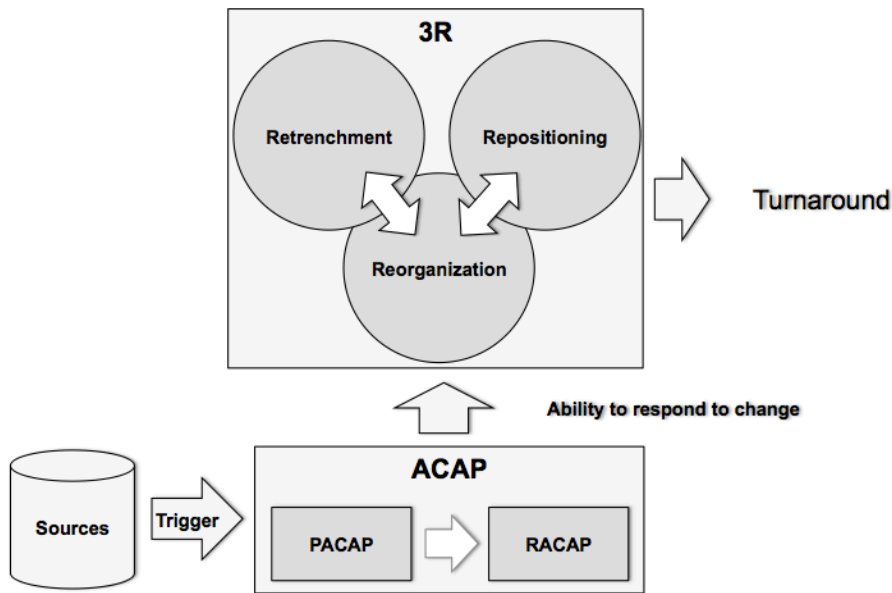 3R
Retrenchment
Repositioning
Reorganization
Turnaround
Ability to respond to change
ACAP
Sources
Trigger
PACAP
RACAP